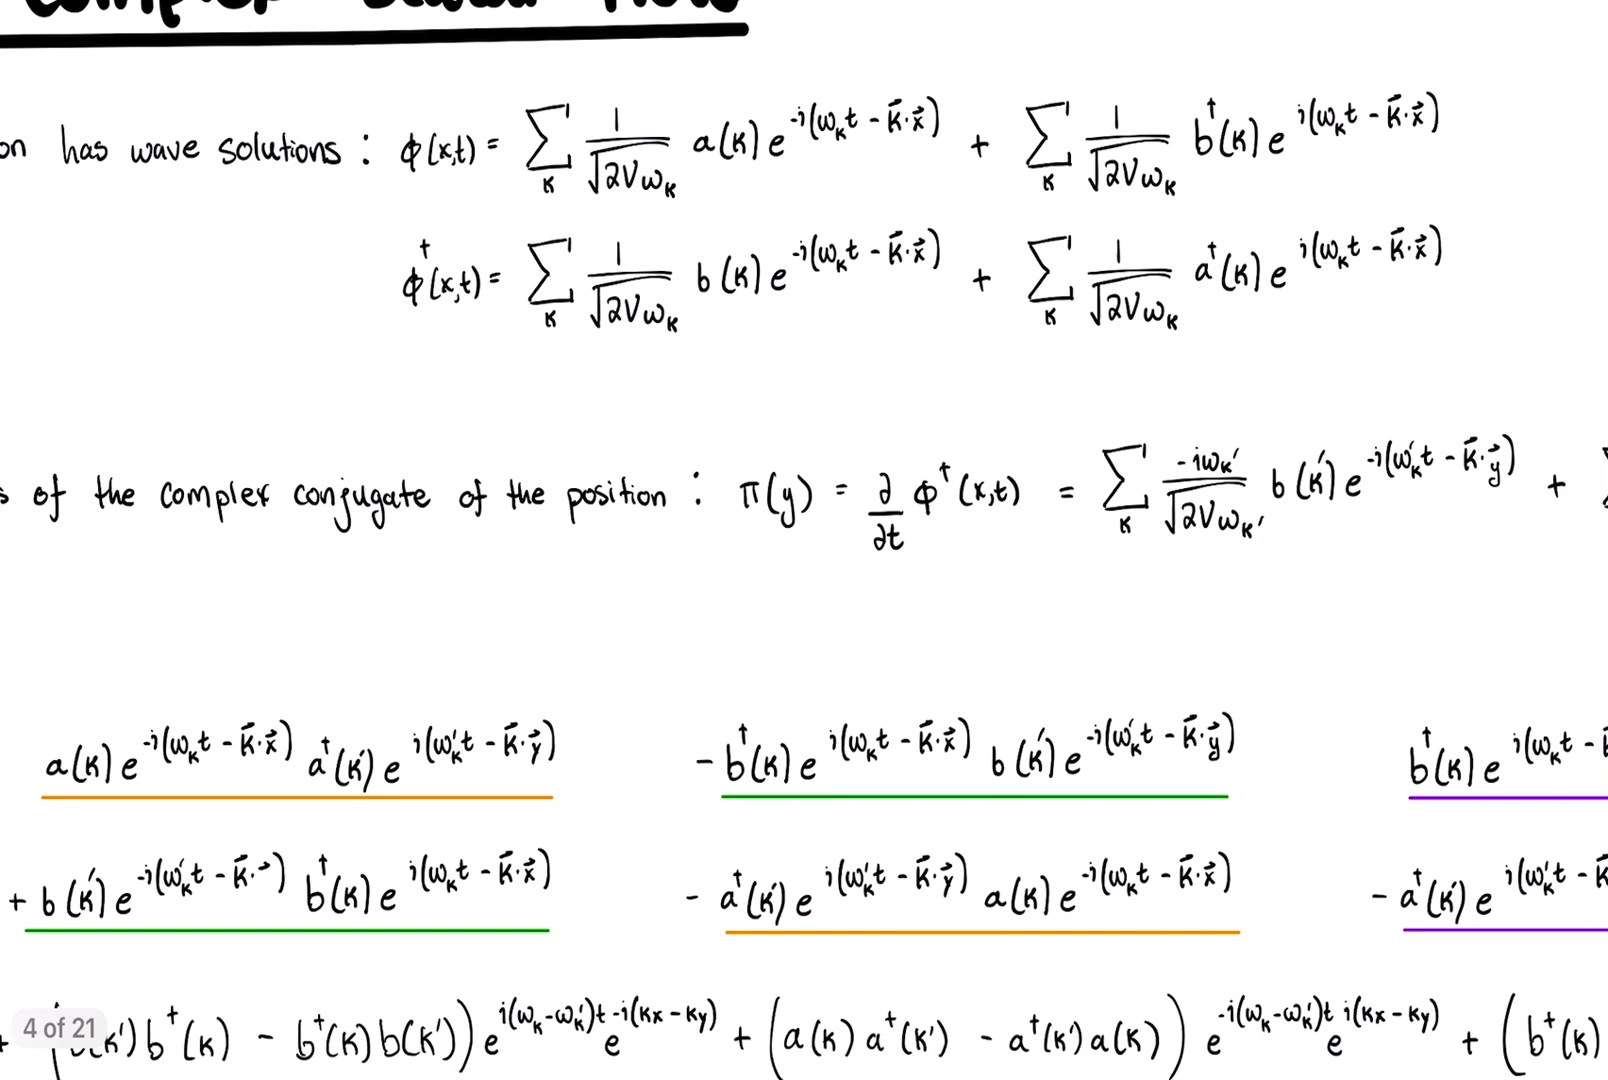 on has wave solutions : ϕ(x,t) = ∑_K 1/√(2Vω_K) a(K) e^{-i(ω_K t - K⃗·x⃗)} + ∑_K 1/√(2Vω_K) b†(K) e^{i(ω_K t - K⃗·x⃗)}
ϕ†(x,t) = ∑_K 1/√(2Vω_K) b(K) e^{-i(ω_K t - K⃗·x⃗)} + ∑_K 1/√(2Vω_K) a†(K) e^{i(ω_K t - K⃗·x⃗)}
s of the complex conjugate of the position : π(y) = ∂/∂t ϕ†(x,t) = ∑_K -iω_K'/√(2Vω_K') b(K') e^{-i(ω_K' t - K⃗·y⃗)} +
a(K) e^{-i(ω_K t - K⃗·x⃗)} a†(K') e^{i(ω_K' t - K⃗·y⃗)} - b†(K) e^{i(ω_K t - K⃗·x⃗)} b(K') e^{-i(ω_K' t - K⃗·y⃗)} b†(K) e^{i(ω_K t -
+ b(K') e^{-i(ω_K' t - K⃗·⃗)} b†(K) e^{i(ω_K t - K⃗·x⃗)} - a†(K') e^{i(ω_K' t - K⃗·y⃗)} a(K) e^{-i(ω_K t - K⃗·x⃗)} - a†(K') e^{i(ω_K' t -
4 of 21
K') b†(K) - b†(K) b(K')) e^{i(ω_K - ω_K')t} e^{-i(Kx - Ky)} + (a(K) a†(K') - a†(K') a(K)) e^{-i(ω_K - ω_K')t} e^{i(Kx - Ky)} + (b†(K)